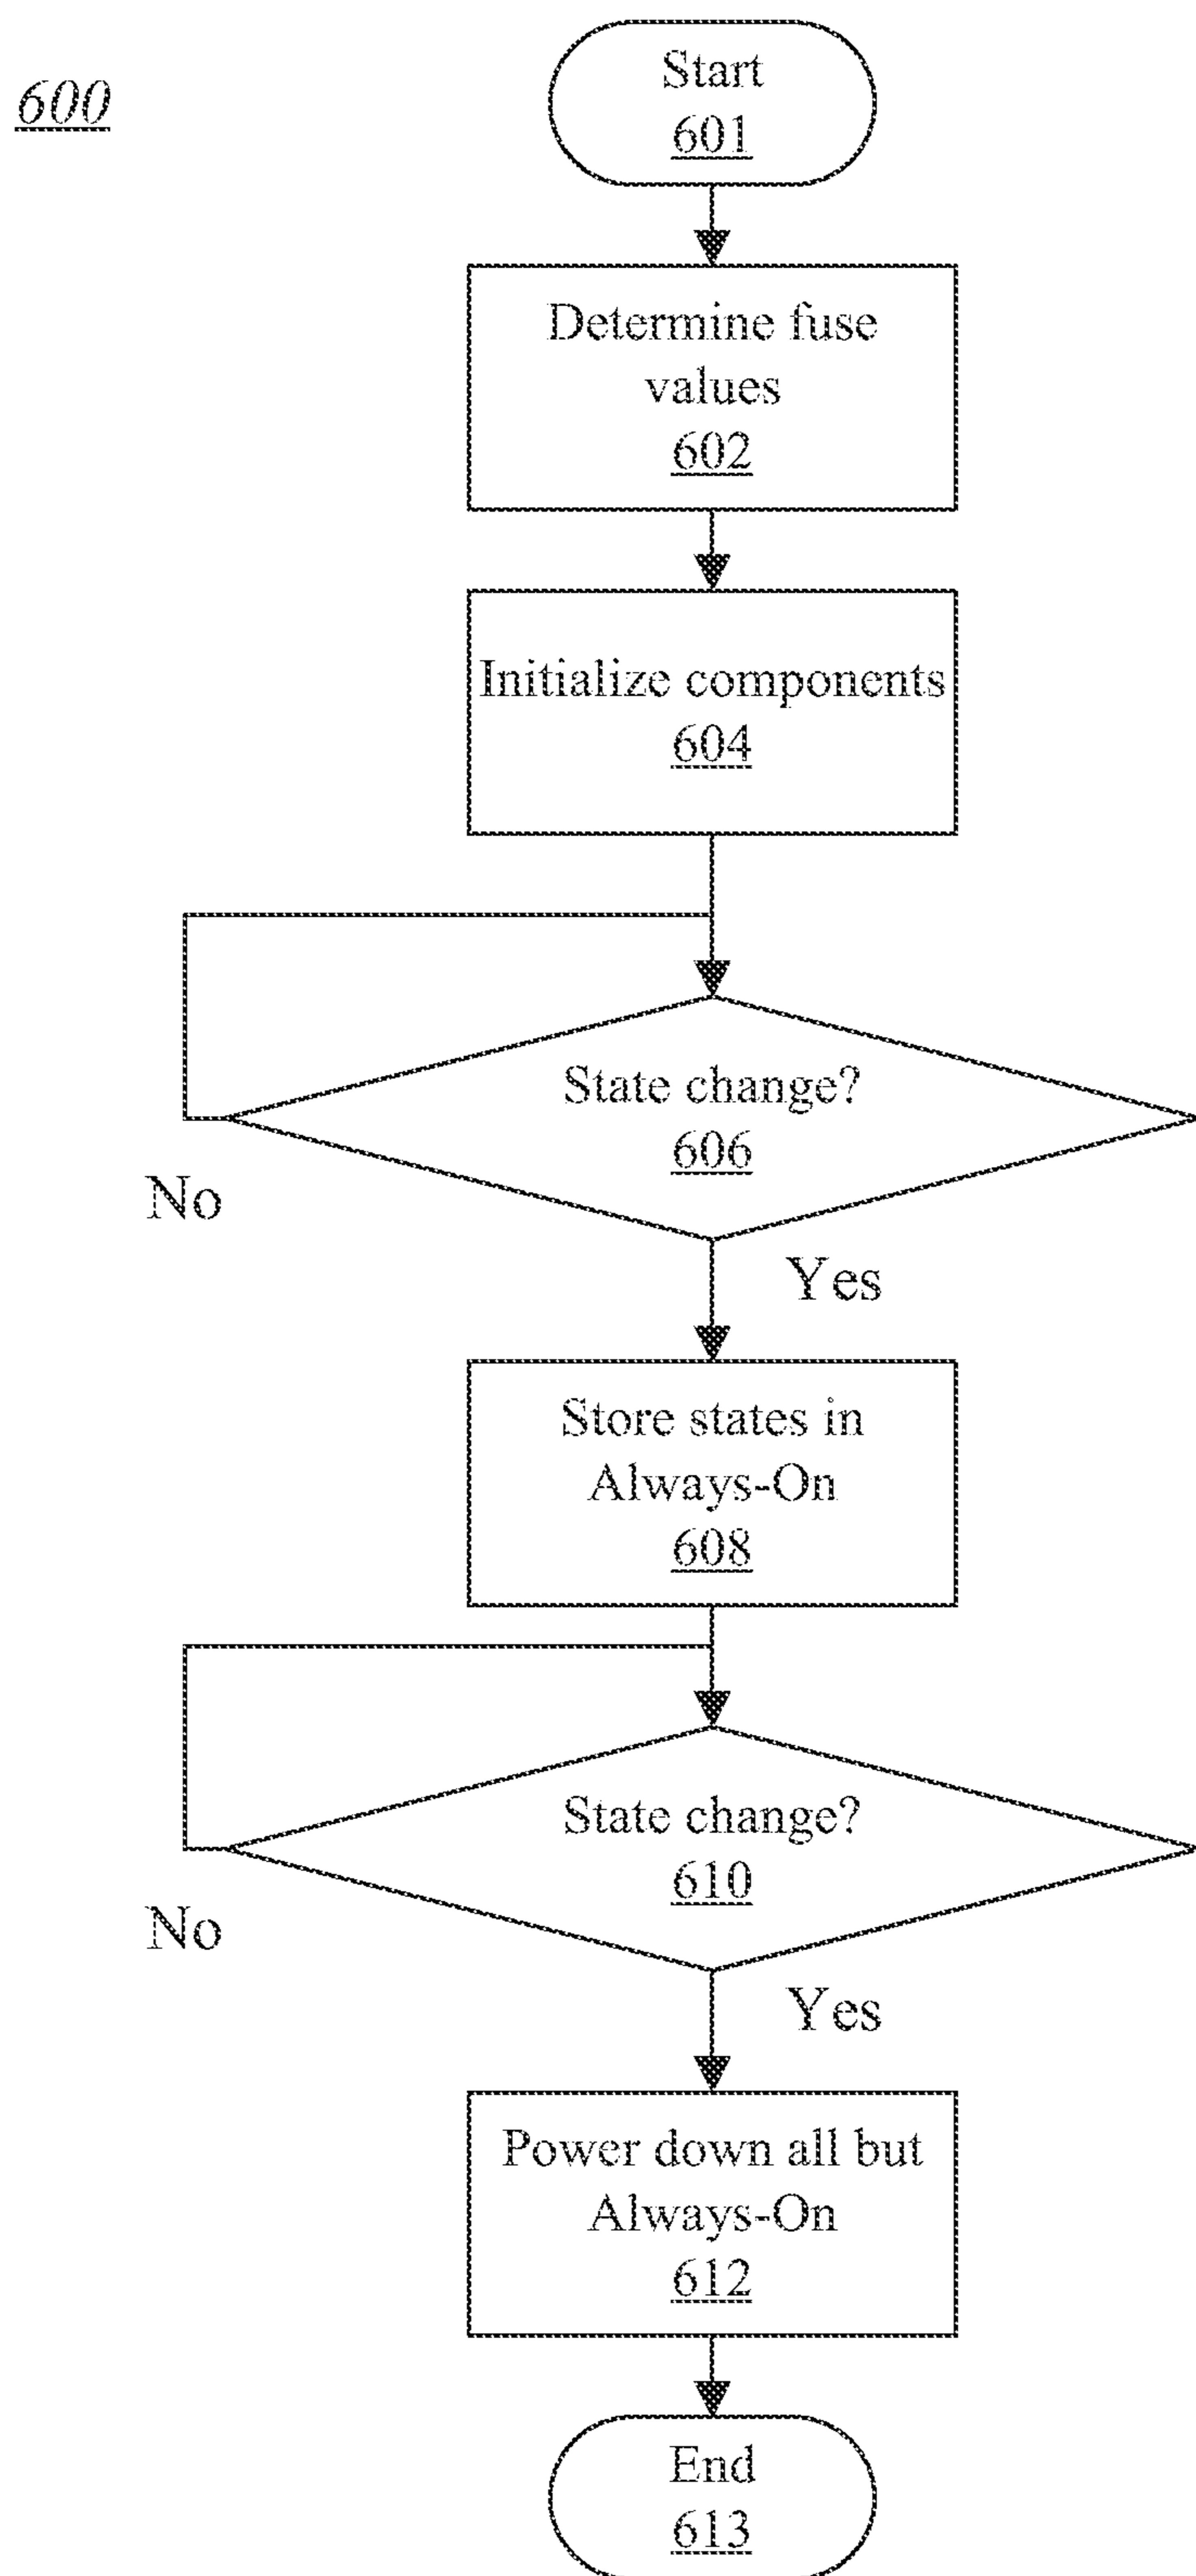 600
Start
601
Determine fuse
values
602
Initialize components
604
State change?
606
No
Yes
Store states in
Always-On
608
State change?
610
No
Yes
Power down all but
Always-On
612
End
613